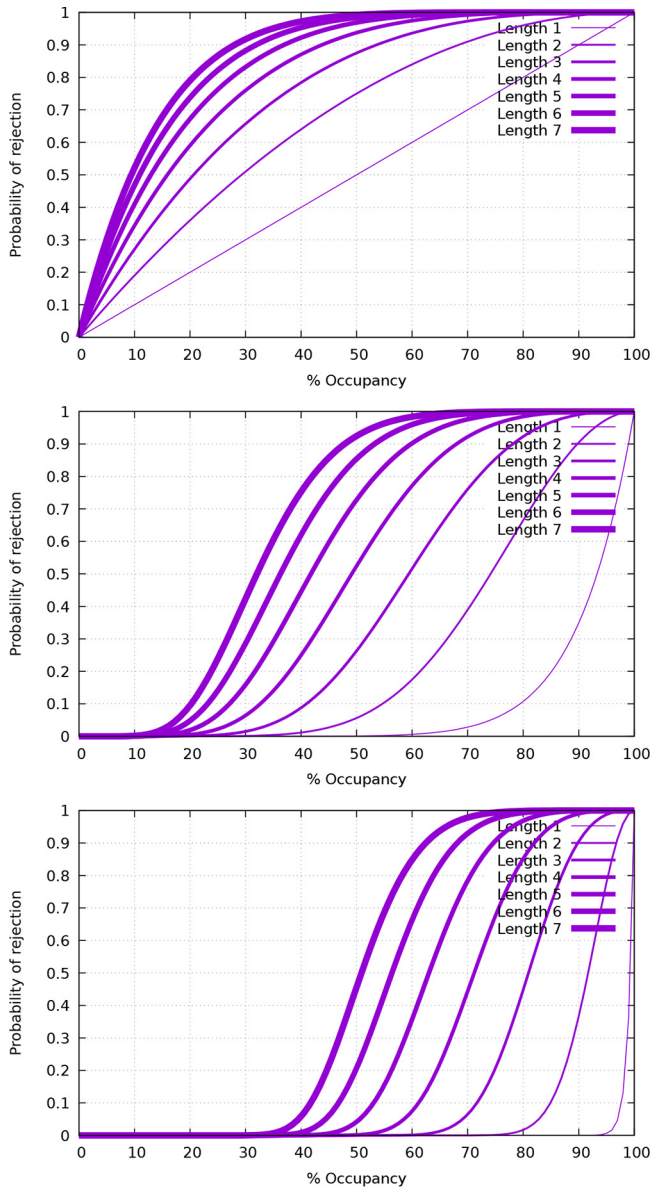 1
0.9
0.8
0.7
0.6
0.5
0.4
0.3
0.2
0.1
0
Probability of rejection
Length 1
Length 2
Length 3
Length 4
Length 5
Length 6
Length 7
0 10 20 30 40 50 60 70 80 90 100
% Occupancy
1
0.9
0.8
0.7
0.6
0.5
0.4
0.3
0.2
0.1
0
Probability of rejection
Length 1
Length 2
Length 3
Length 4
Length 5
Length 6
Length 7
0 10 20 30 40 50 60 70 80 90 100
% Occupancy
1
0.9
0.8
0.7
0.6
0.5
0.4
0.3
0.2
0.1
0
Probability of rejection
Length 1
Length 2
Length 3
Length 4
Length 5
Length 6
Length 7
0 10 20 30 40 50 60 70 80 90 100
% Occupancy